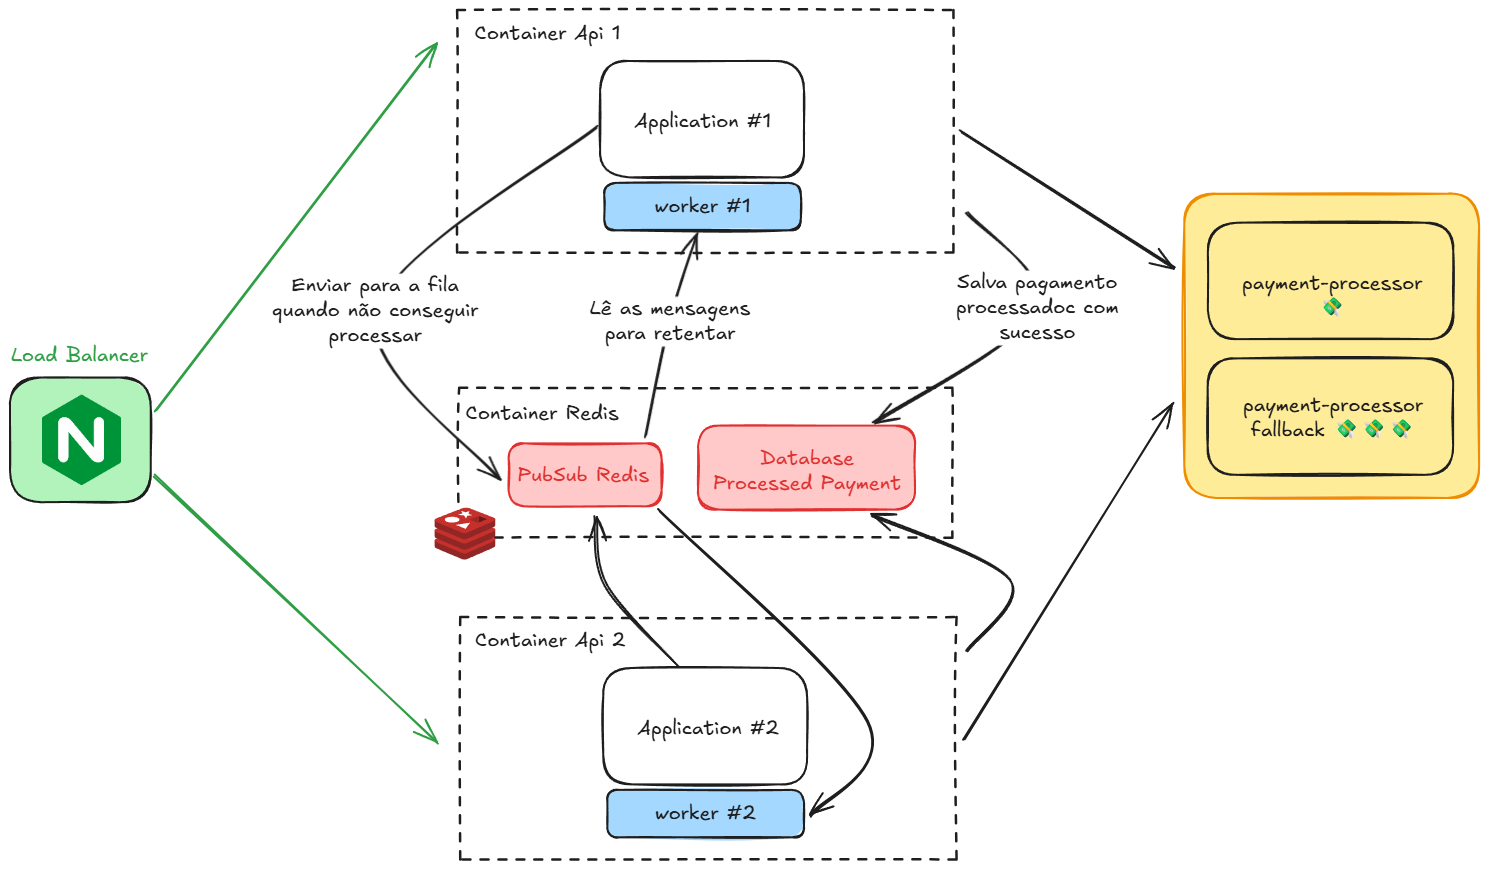 Container Api 1
Application #1
worker #1
Enviar para a fila
quando não conseguir
processar
Lê as mensagens
para retentar
Salva pagamento
processadoc com
sucesso
payment-processor
payment-processor
fallback
Load Balancer
N
Container Redis
PubSub Redis
Database
Processed Payment
Container Api 2
Application #2
worker #2